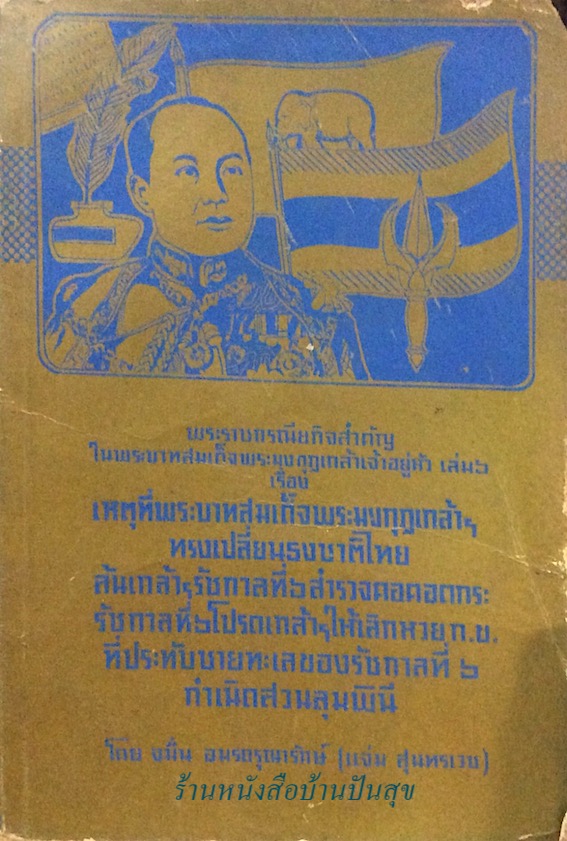 พระราชกรณียกิจสำคัญ
ในพระบาทสมเด็จพระมงกุฎเกล้าเจ้าอยู่หัว เล่ม๖
เรื่อง
เหตุที่พระบาทสมเด็จพระมงกุฎเกล้าฯ
ทรงเปลี่ยนธงชาติไทย
ล้นเกล้าฯรัชกาลที่๖สำรวจคอคอดกระ
รัชกาลที่๖โปรดเกล้าฯให้เลิกหวย ก.ข.
ที่ประทับชายทะเลของรัชกาลที่ ๖
กำเนิดสวนลุมพินี
โดย จมื่น อมรดรุณารักษ์ (แจ่ม สุนทรเวช)
ร้านหนังสือบ้านปันสุข